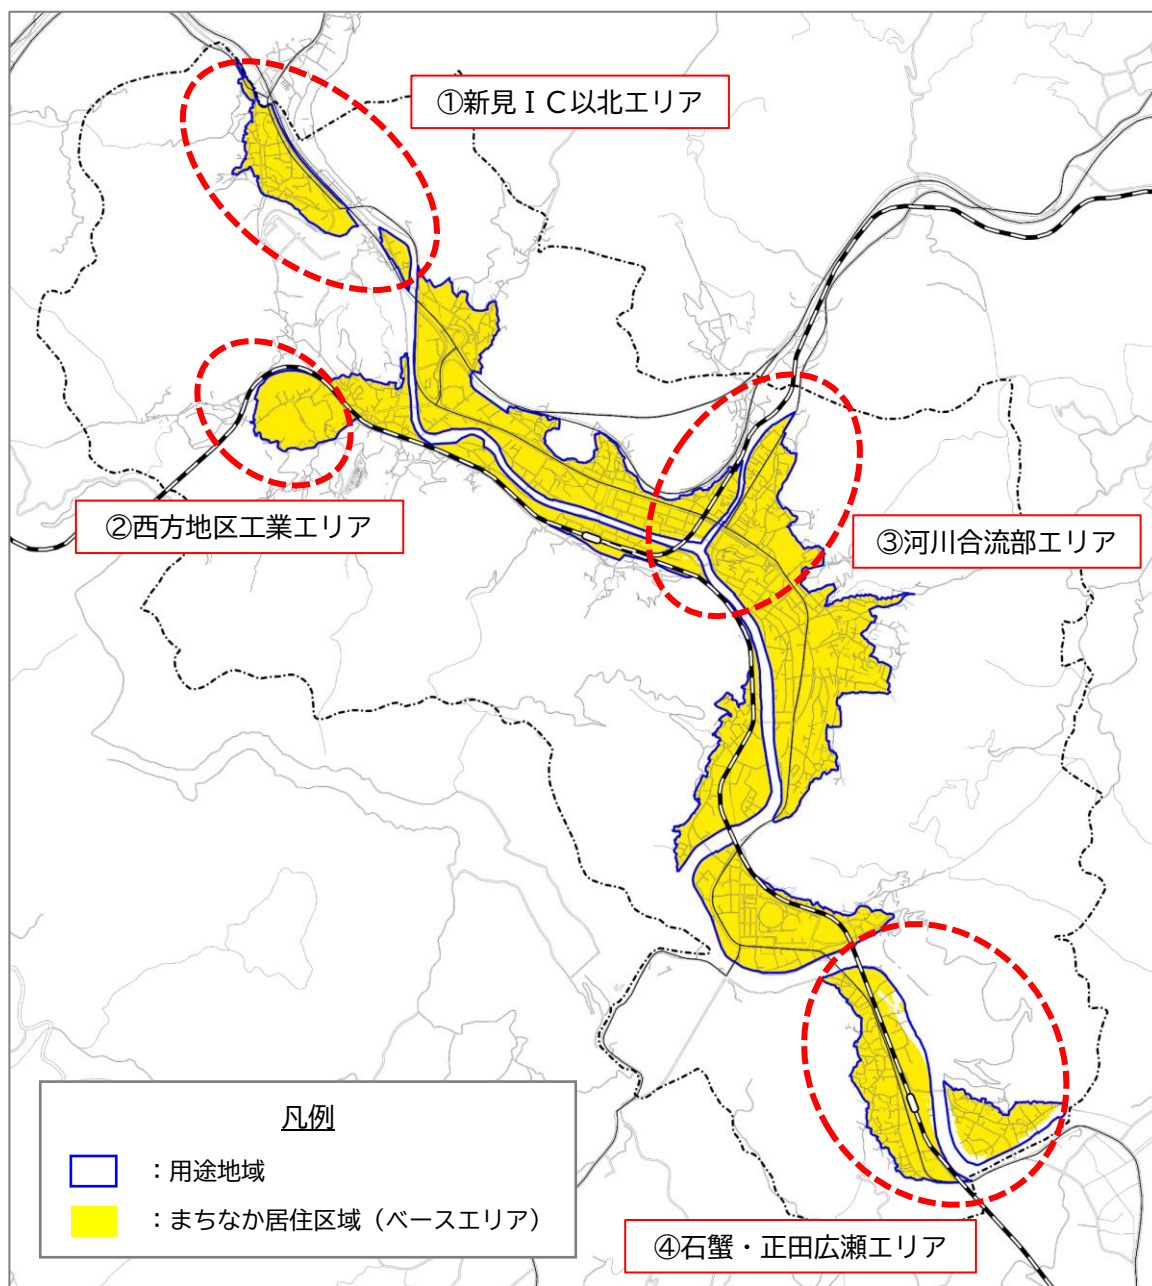 ①新見ＩＣ以北エリア
②西方地区工業エリア
③河川合流部エリア
凡例
：用途地域
：まちなか居住区域（ベースエリア）
④石蟹・正田広瀬エリア